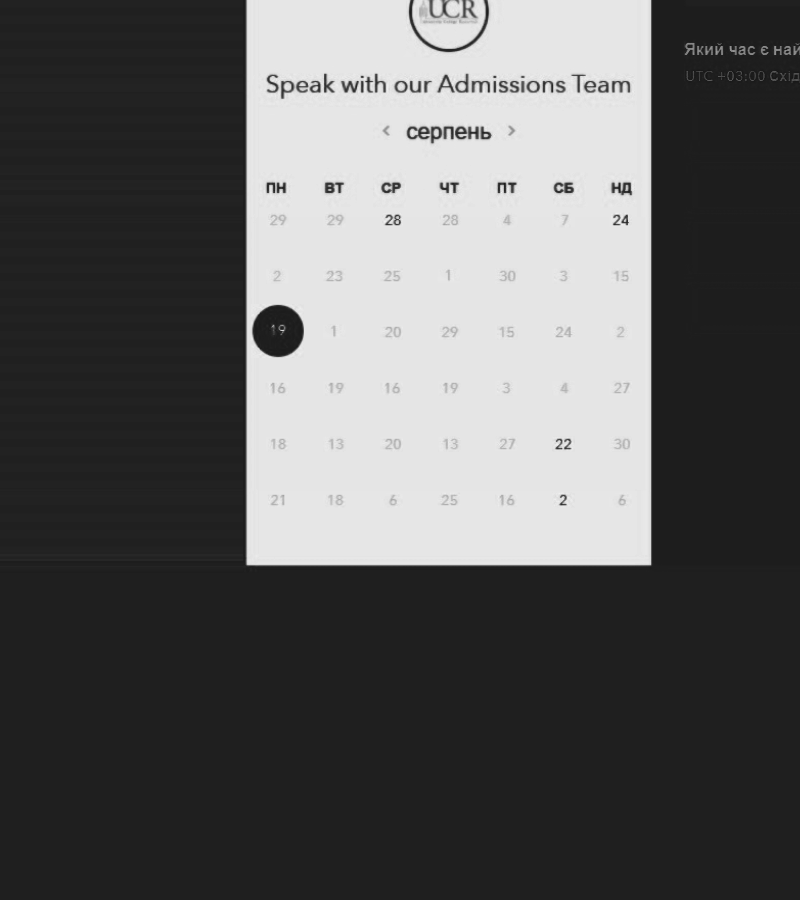 UCR
Speak with our Admissions Team
серпень
ПН ВТ СР ЧТ ПТ СБ НД
29 29 28 28 4 7 24
2 23 25 1 30 3 15
19 1 20 29 15 24 2
16 19 16 19 3 4 27
18 13 20 13 27 22 30
21 18 6 25 16 2 6
Який час є най
UTC +03:00 Схід